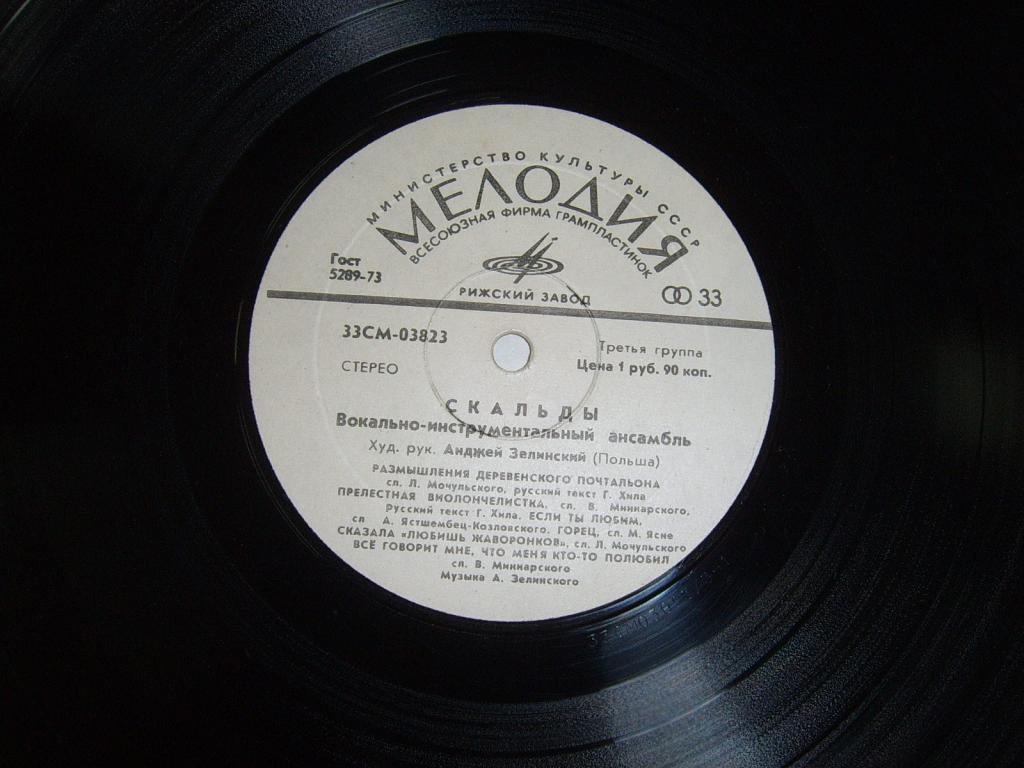 МИНИСТЕРСТВО КУЛЬТУРЫ СССР
МЕЛОДИЯ
ВСЕСОЮЗНАЯ ФИРМА ГРАМПЛАСТИНОК
Гост
5289-73
РИЖСКИЙ ЗАВОД
33
33СМ-03823
СТЕРЕО
Третья группа
Цена 1 руб. 90 коп.
СКАЛЬДЫ
Вокально-инструментальный ансамбль
Худ. рук. Анджей Зелинский (Польша)
РАЗМЫШЛЕНИЯ ДЕРЕВЕНСКОГО ПОЧТАЛЬОНА
сл. Л. Мочульского, русский текст Г. Хила
ПРЕЛЕСТНАЯ ВИОЛОНЧЕЛИСТКА, сл. В. Миннарского,
Русский текст Г. Хила. ЕСЛИ ТЫ ЛЮБИМ,
сл А. Ястшембец-Козловского. ГОРЕЦ, сл. М. Ясне
СКАЗАЛА «ЛЮБИШЬ ЖАВОРОНКОВ», сл. Л. Мочульского
ВСЁ ГОВОРИТ МНЕ, ЧТО МЕНЯ КТО-ТО ПОЛЮБИЛ
сл. В. Миннарского
Музыка А. Зелинского